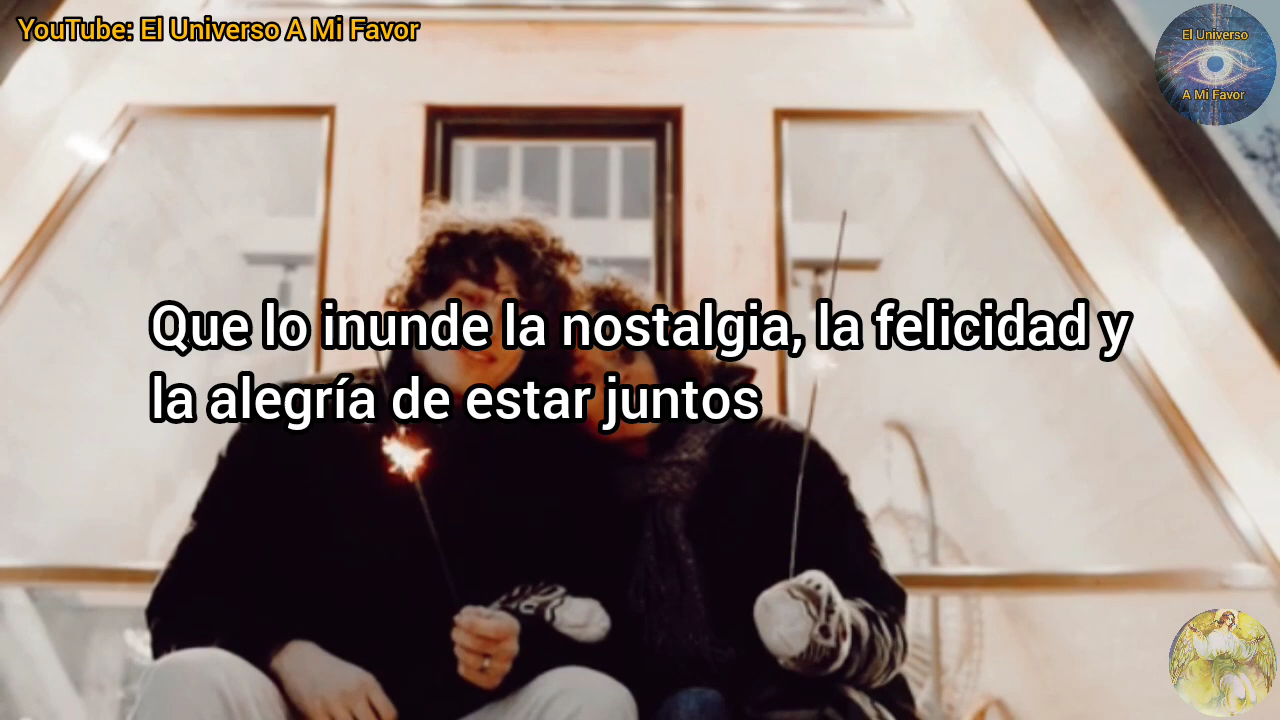 YouTube: El Universo A Mi Favor
El Universo
A Mi Favor
Que lo inunde la nostalgia, la felicidad y
la alegría de estar juntos